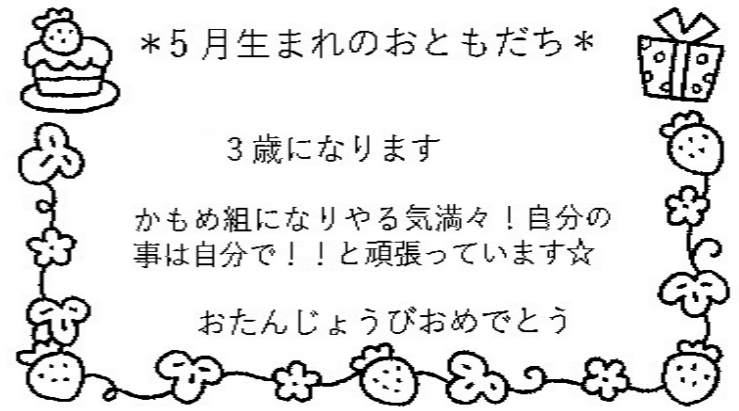 ＊５月生まれのおともだち＊
３歳になります
かもめ組になりやる気満々！自分の
事は自分で！！と頑張っています☆
おたんじょうびおめでとう